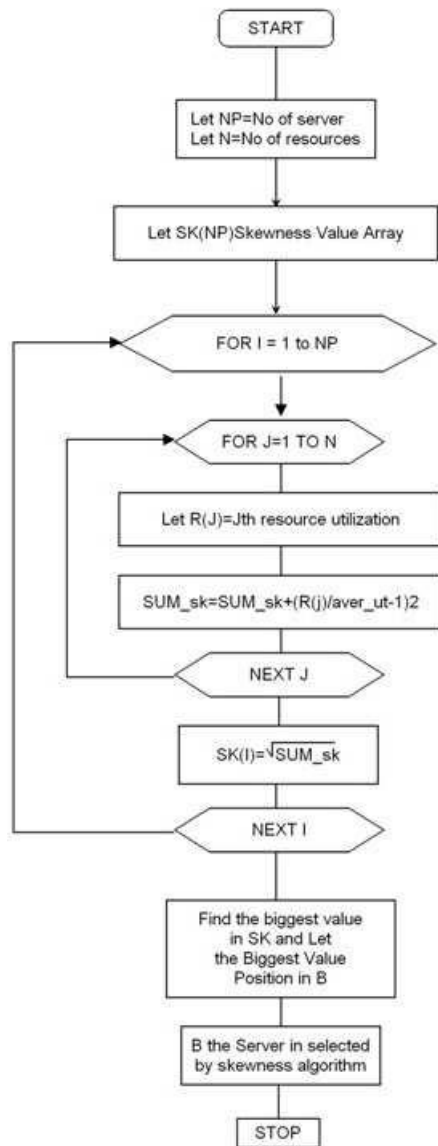 START
Let NP=No of server
Let N=No of resources
Let SK(NP)Skewness Value Array
FOR I = 1 to NP
FOR J=1 TO N
Let R(J)=Jth resource utilization
SUM_sk=SUM_sk+(R(j)/aver_ut-1)2
NEXT J
SK(I)=√SUM_sk
NEXT I
Find the biggest value
in SK and Let
the Biggest Value
Position in B
B the Server in selected
by skewness algorithm
STOP